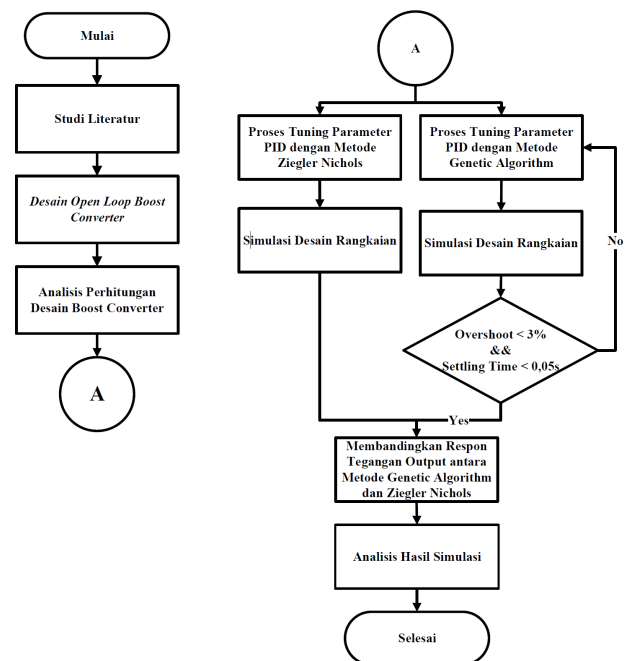 Mulai
Studi Literatur
Desain Open Loop Boost
Converter
Analisis Perhitungan
Desain Boost Converter
A
A
Proses Tuning Parameter
PID dengan Metode
Ziegler Nichols
Proses Tuning Parameter
PID dengan Metode
Genetic Algorithm
Simulasi Desain Rangkaian
Simulasi Desain Rangkaian
No
Overshoot < 3%
&&
Settling Time < 0,05s
Yes
Membandingkan Respon
Tegangan Output antara
Metode Genetic Algorithm
dan Ziegler Nichols
Analisis Hasil Simulasi
Selesai